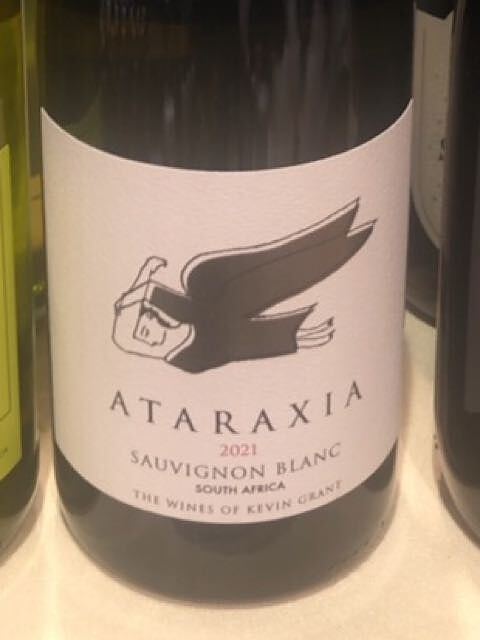 ATARAXIA
2021
SAUVIGNON BLANC
SOUTH AFRICA
THE WINES OF KEVIN GRANT